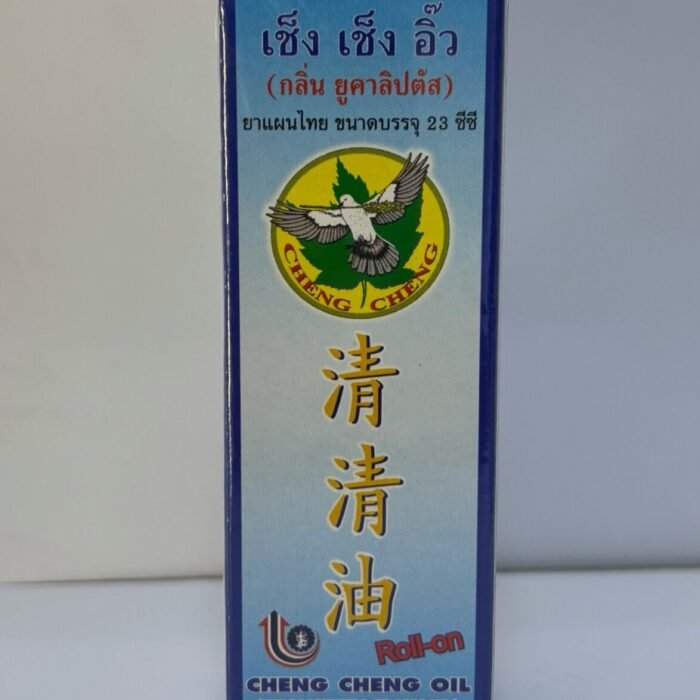 เช็ง เช็ง อิ๊ว
(กลิ่น ยูคาลิปตัส)
ยาแผนไทย ขนาดบรรจุ 23 ซีซี
CHENG CHENG
清
清
油
Roll-on
CHENG CHENG OIL